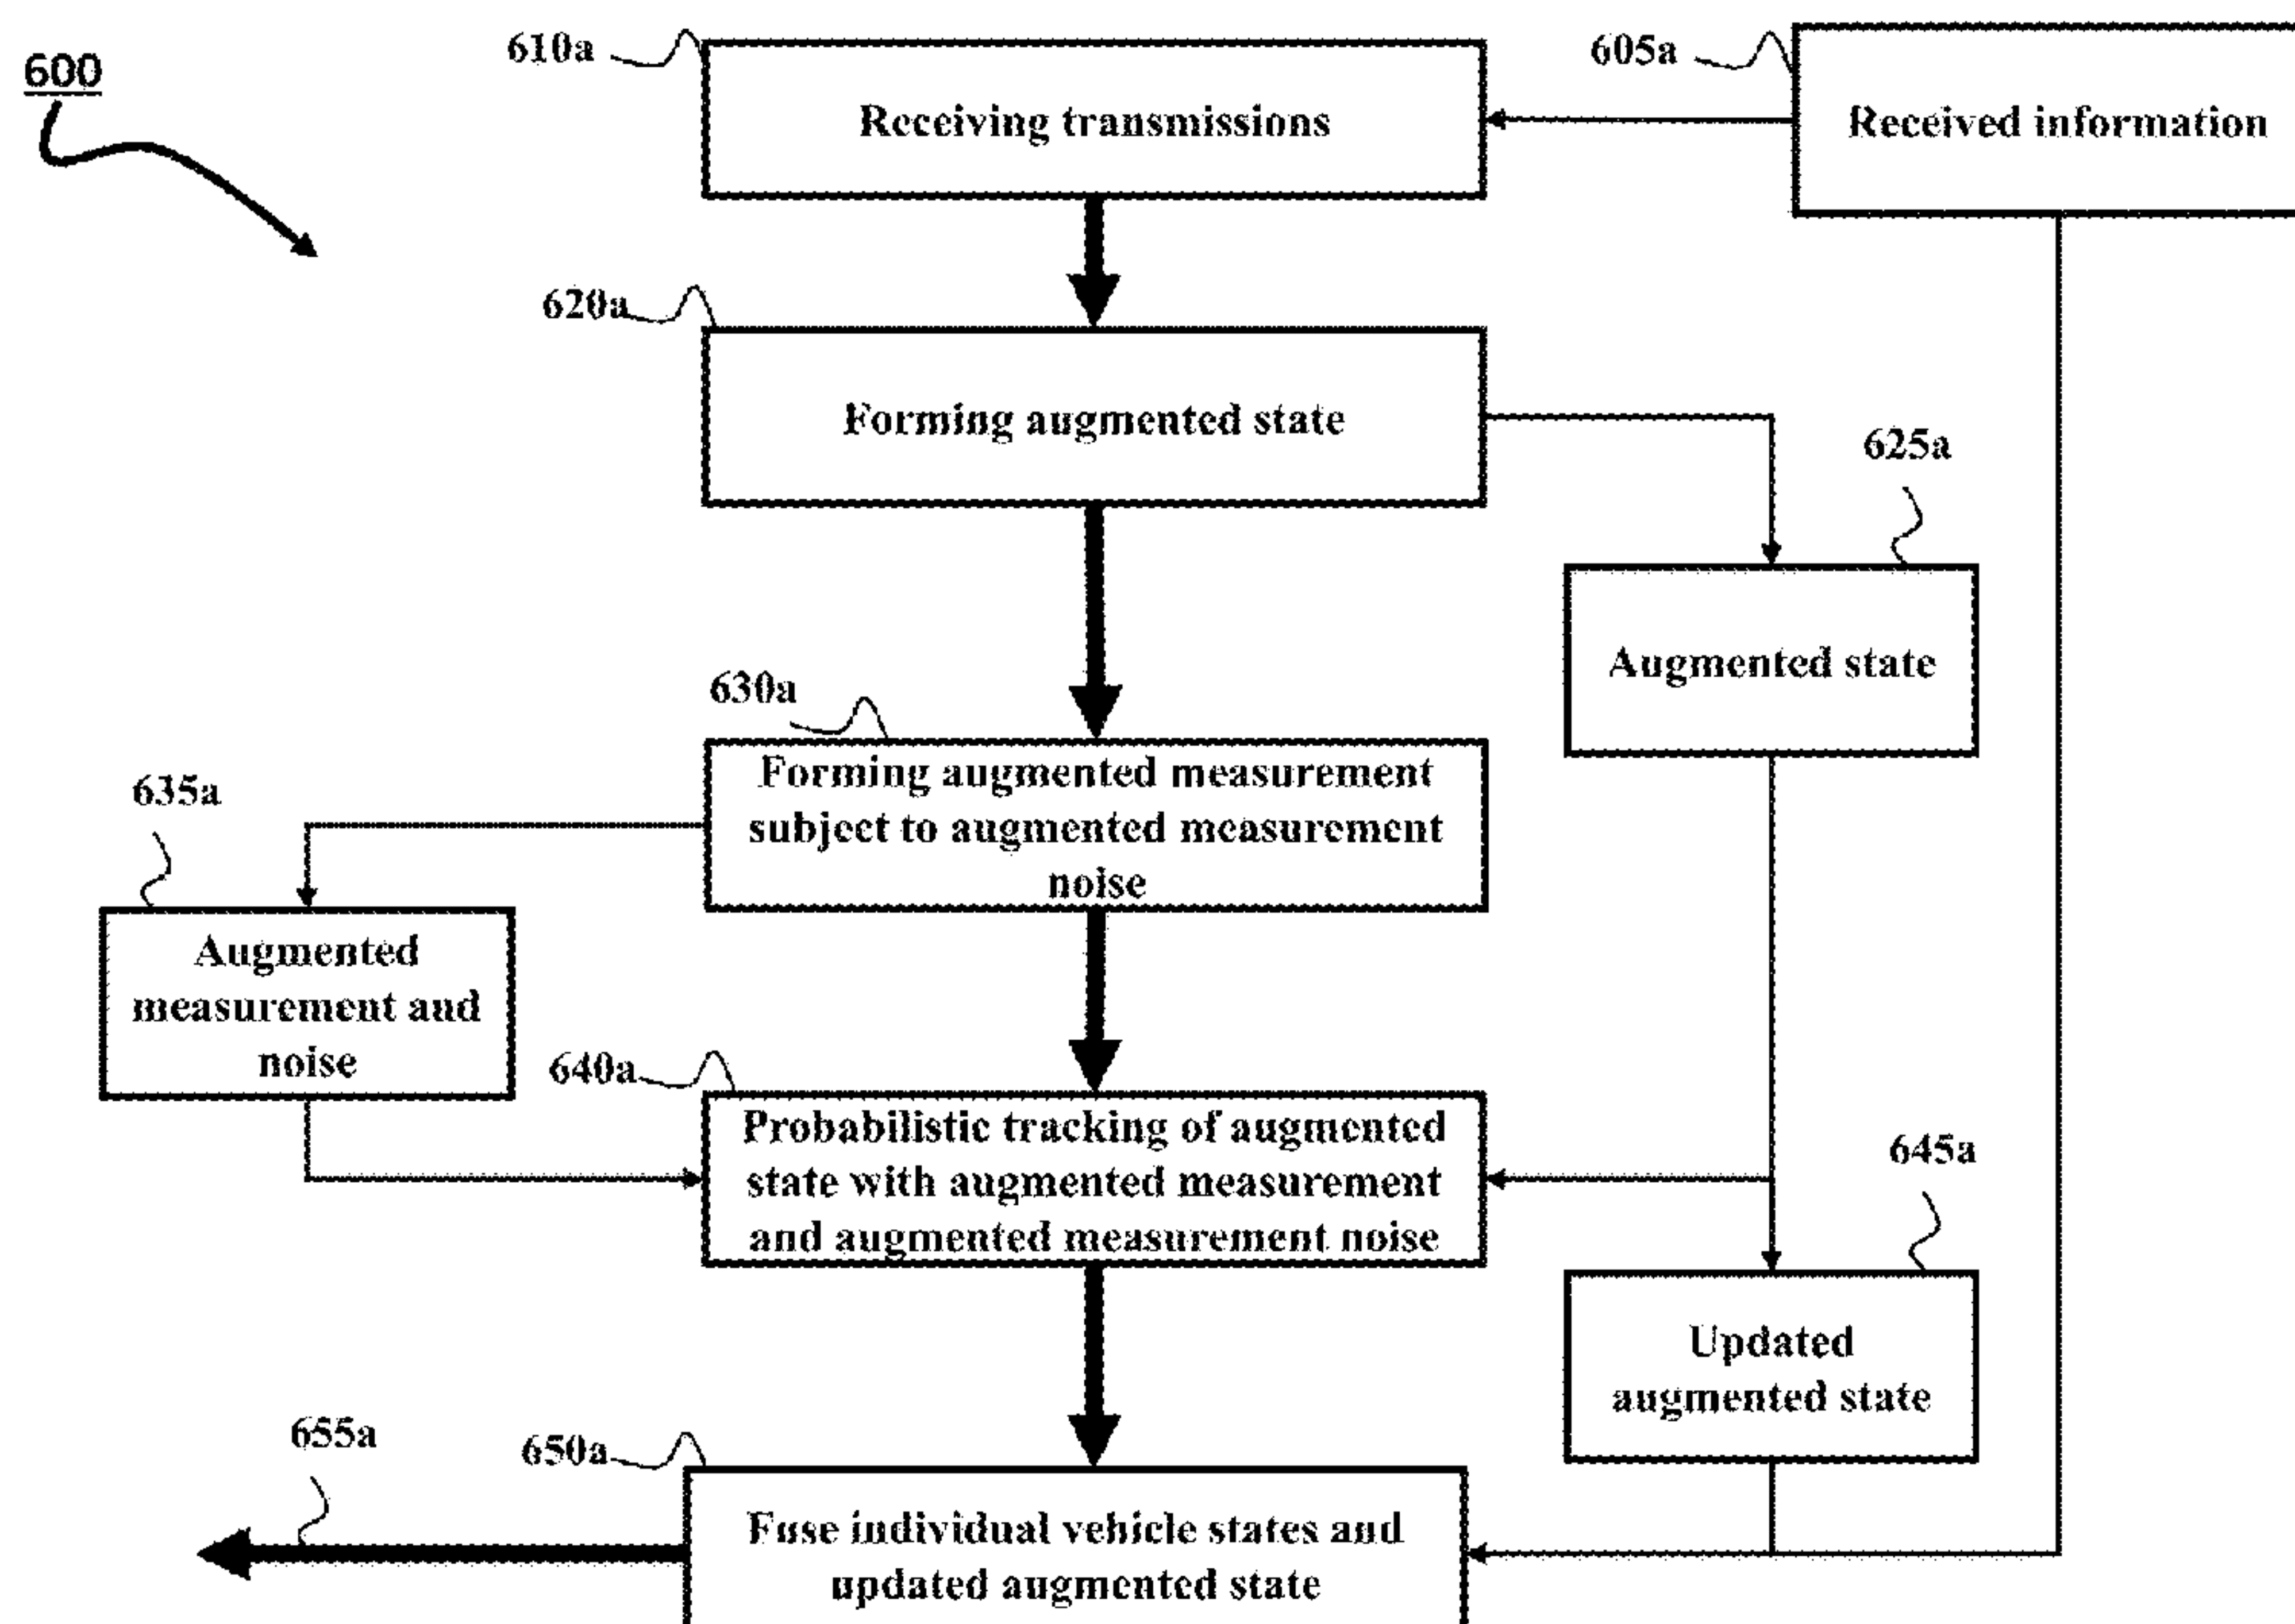 600
610a
Receiving transmissions
605a
Received information
620a
Forming augmented state
625a
Augmented state
630a
Forming augmented measurement
subject to augmented measurement
noise
635a
Augmented
measurement and
noise
640a
Probabilistic tracking of augmented
state with augmented measurement
and augmented measurement noise
645a
Updated
augmented state
655a
650a
Fuse individual vehicle states and
updated augmented state